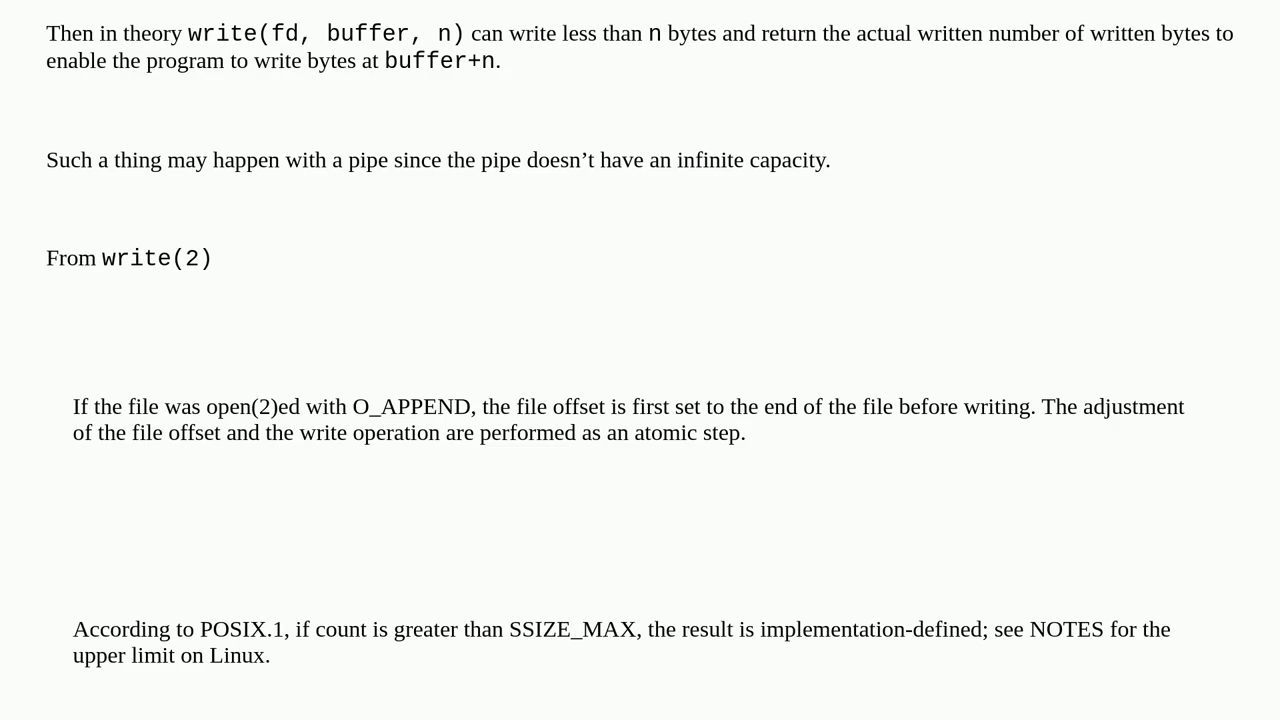 Then in theory write(fd, buffer, n) can write less than n bytes and return the actual written number of written bytes to
enable the program to write bytes at buffer+n.
Such a thing may happen with a pipe since the pipe doesn’t have an infinite capacity.
From write(2)
If the file was open(2)ed with O_APPEND, the file offset is first set to the end of the file before writing. The adjustment
of the file offset and the write operation are performed as an atomic step.
According to POSIX.1, if count is greater than SSIZE_MAX, the result is implementation-defined; see NOTES for the
upper limit on Linux.